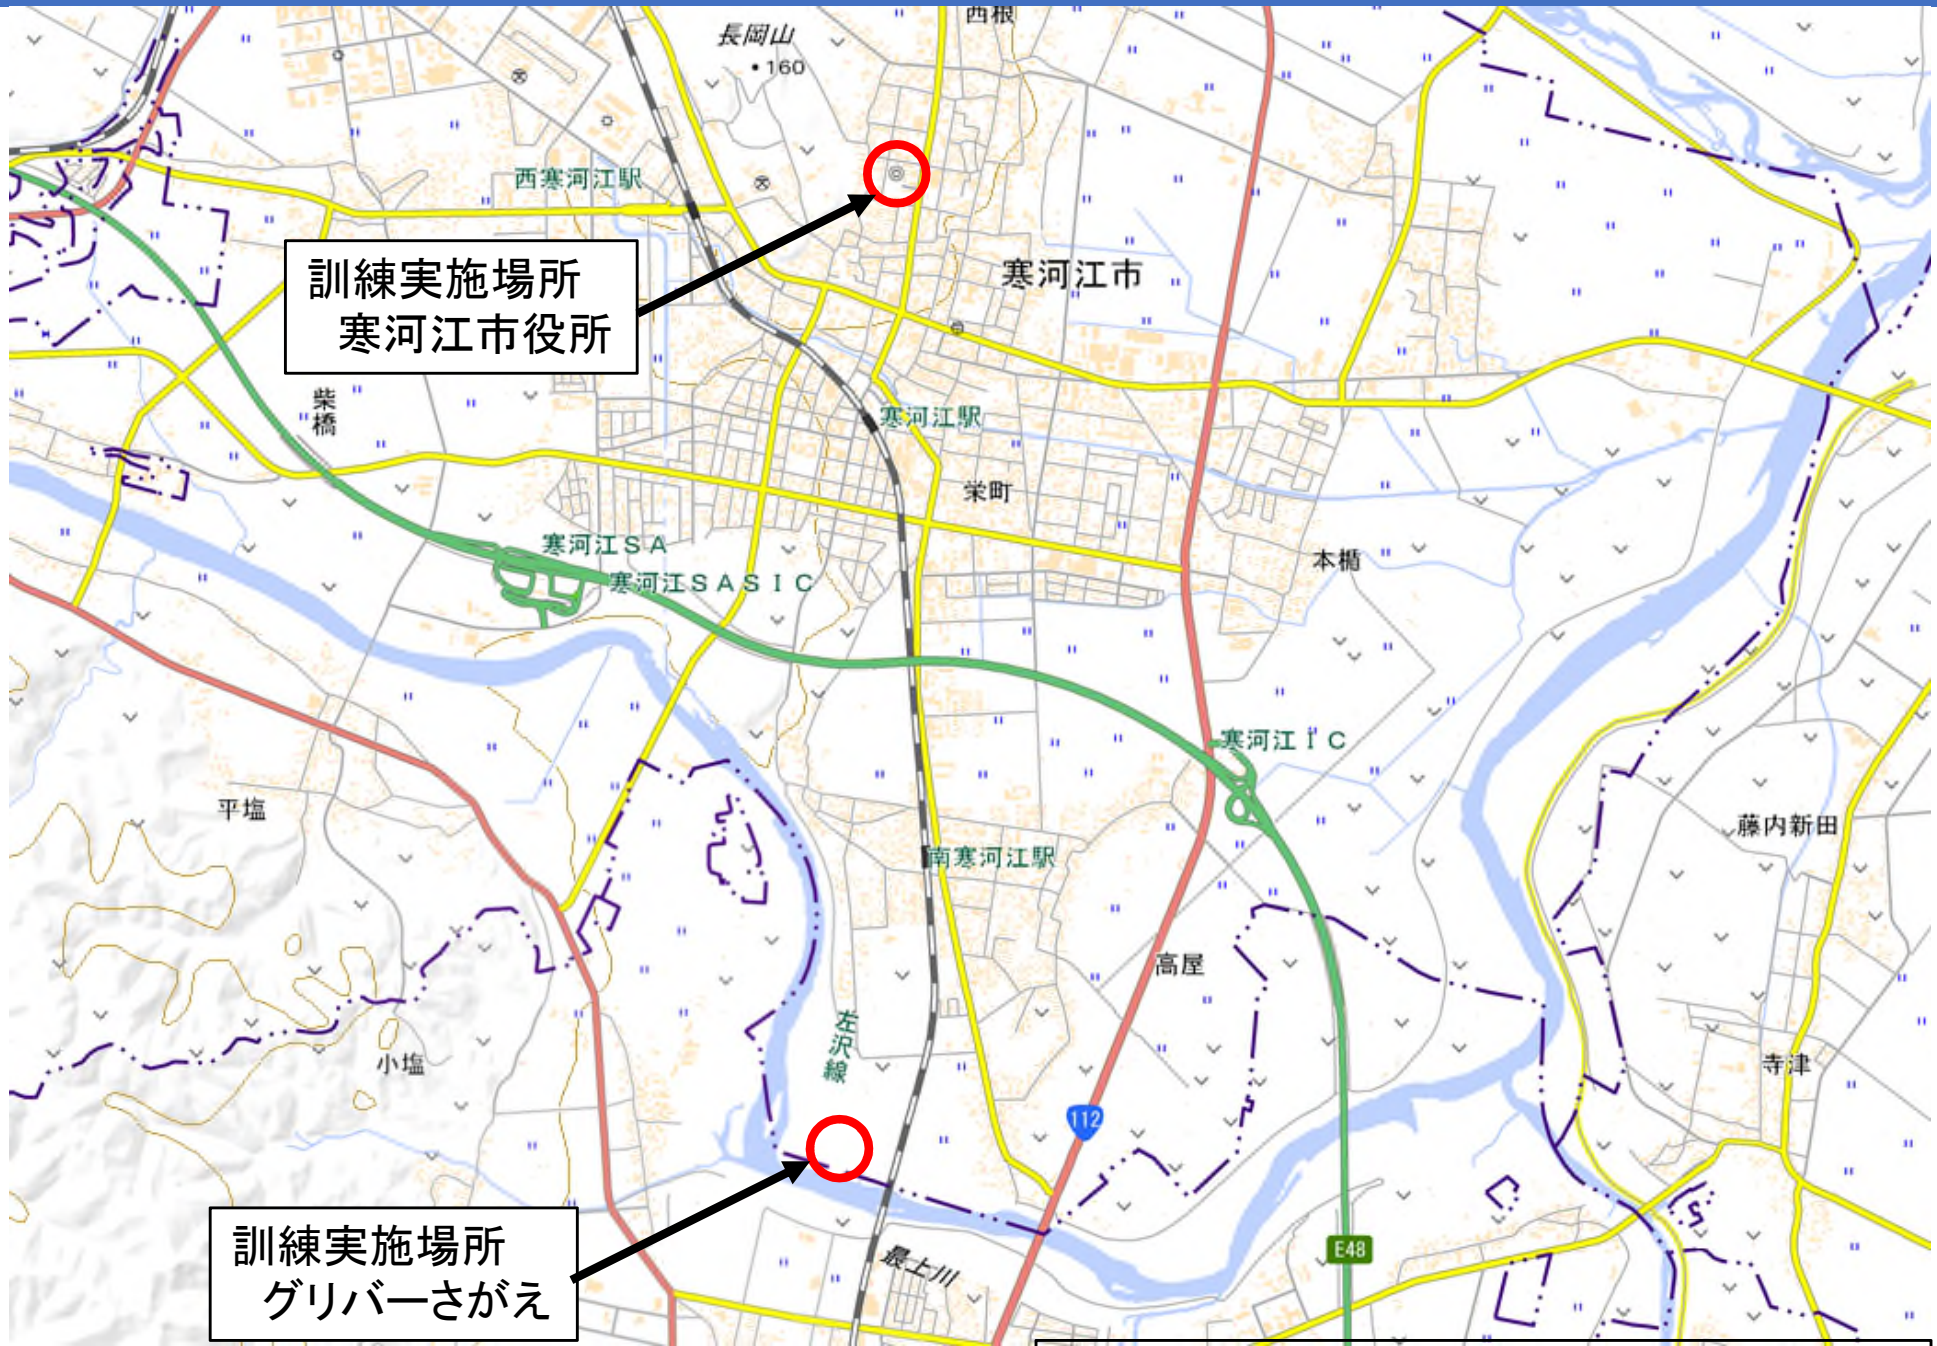 西根
長岡山
・160
西寒河江駅
訓練実施場所
寒河江市役所
寒河江市
柴橋
寒河江駅
栄町
寒河江SA
寒河江SASIC
本楯
寒河江IC
平塩
藤内新田
南寒河江駅
高屋
左沢線
小塩
寺津
112
訓練実施場所
グリバーさがえ
最上川
E48